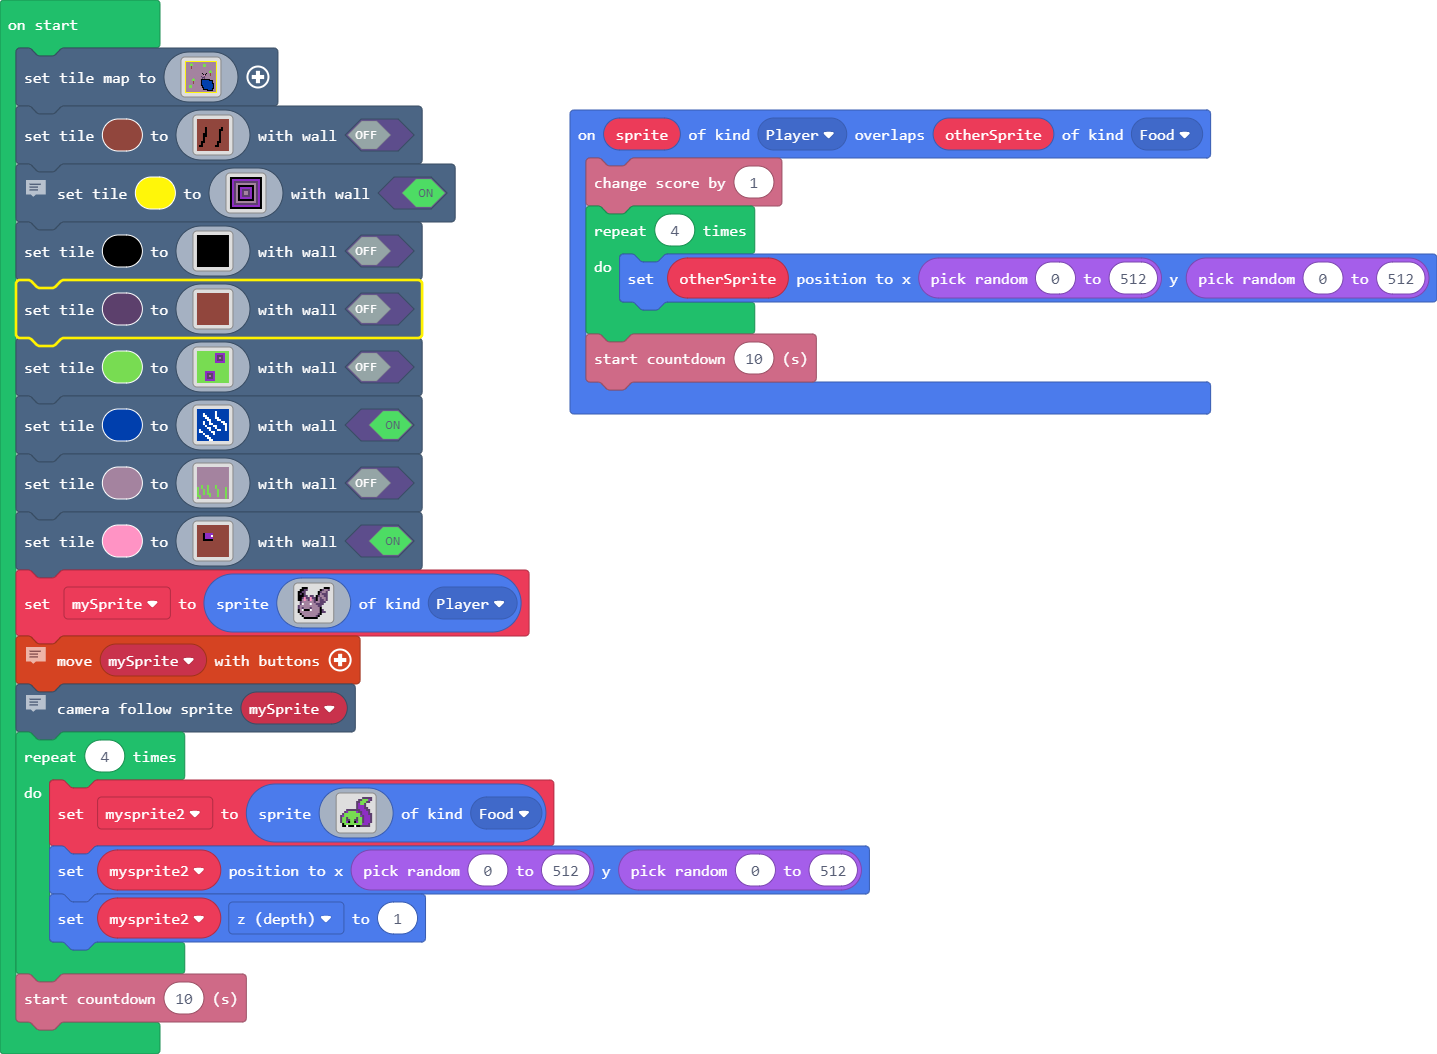 on start
set tile map to
set tile to with wall OFF
set tile to with wall ON
set tile to with wall OFF
set tile to with wall OFF
set tile to with wall OFF
set tile to with wall ON
set tile to with wall OFF
set tile to with wall ON
set mySprite to sprite of kind Player
move mySprite with buttons
camera follow sprite mySprite
repeat 4 times
do
set mysprite2 to sprite of kind Food
set mysprite2 position to x pick random 0 to 512 y pick random 0 to 512
set mysprite2 z (depth) to 1
start countdown 10 (s)
on sprite of kind Player overlaps otherSprite of kind Food
change score by 1
repeat 4 times
do set otherSprite position to x pick random 0 to 512 y pick random 0 to 512
start countdown 10 (s)